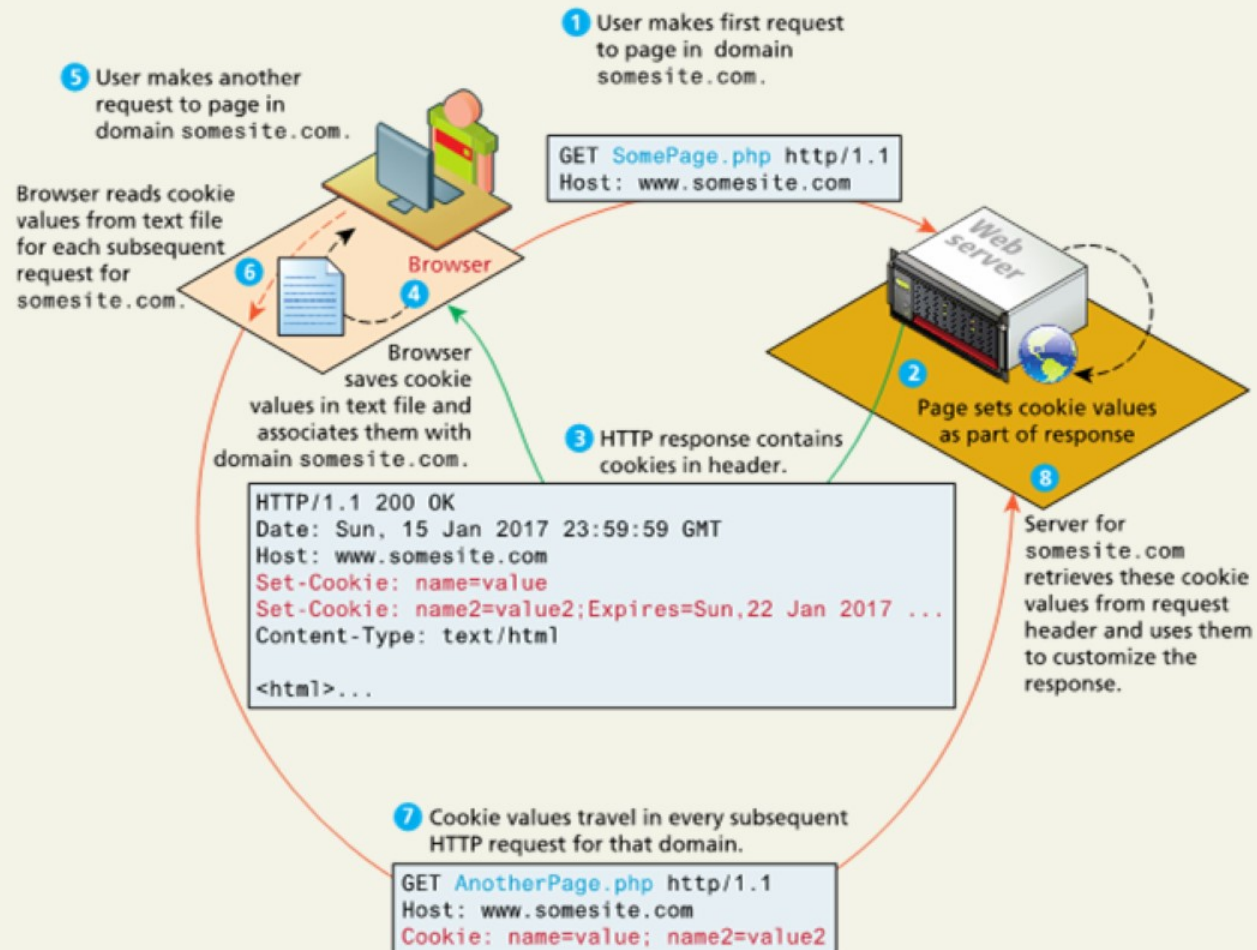 1 User makes first request
to page in domain
somesite.com.
5 User makes another
request to page in
domain somesite.com.
GET SomePage.php http/1.1
Host: www.somesite.com
Browser reads cookie
values from text file
for each subsequent
request for
somesite.com.
6
Browser
4
Web
server
Browser
saves cookie
values in text file and
associates them with
domain somesite.com.
2
Page sets cookie values
as part of response
3 HTTP response contains
cookies in header.
8
HTTP/1.1 200 OK
Date: Sun, 15 Jan 2017 23:59:59 GMT
Host: www.somesite.com
Set-Cookie: name=value
Set-Cookie: name2=value2;Expires=Sun,22 Jan 2017 ...
Content-Type: text/html
<html>...
Server for
somesite.com
retrieves these cookie
values from request
header and uses them
to customize the
response.
7 Cookie values travel in every subsequent
HTTP request for that domain.
GET AnotherPage.php http/1.1
Host: www.somesite.com
Cookie: name=value; name2=value2